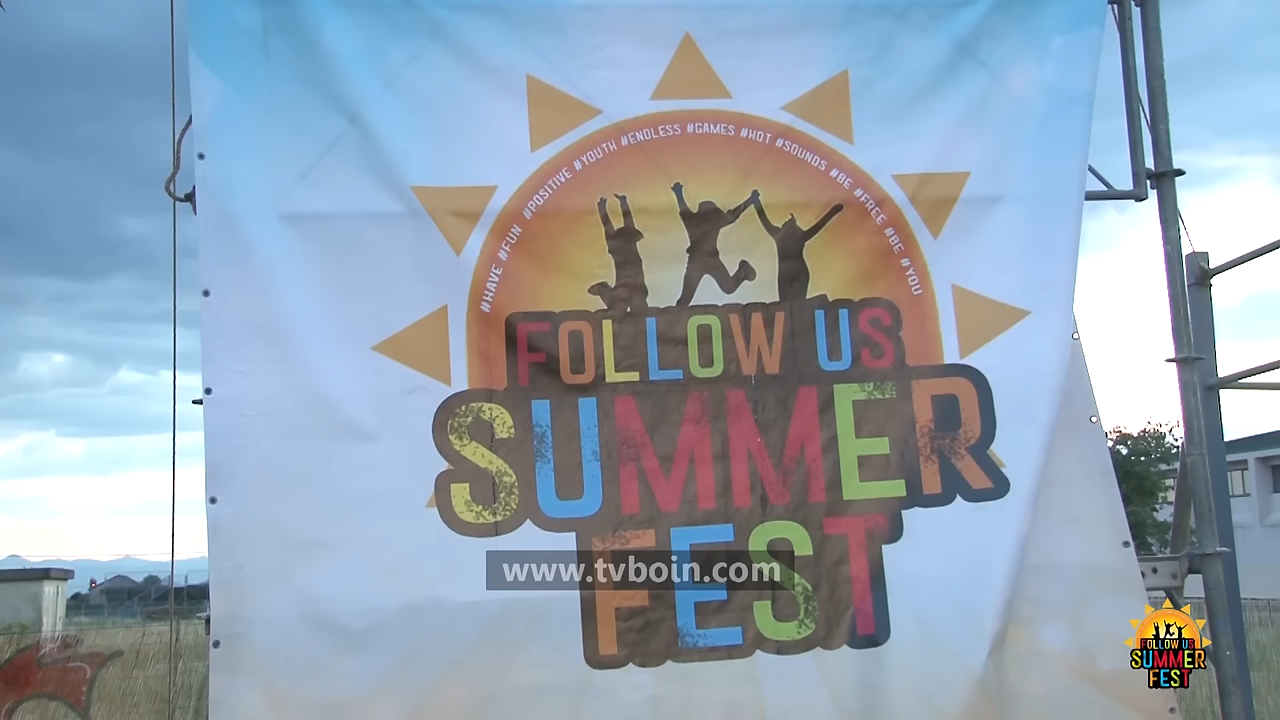 #HAVE #FUN #POSITIVE #YOUTH #ENDLESS #GAMES #HOT #SOUNDS #BE #FREE #BE #YOU
FOLLOW US
SUMMER
FEST
www.tvboin.com
FOLLOW US
SUMMER
FEST